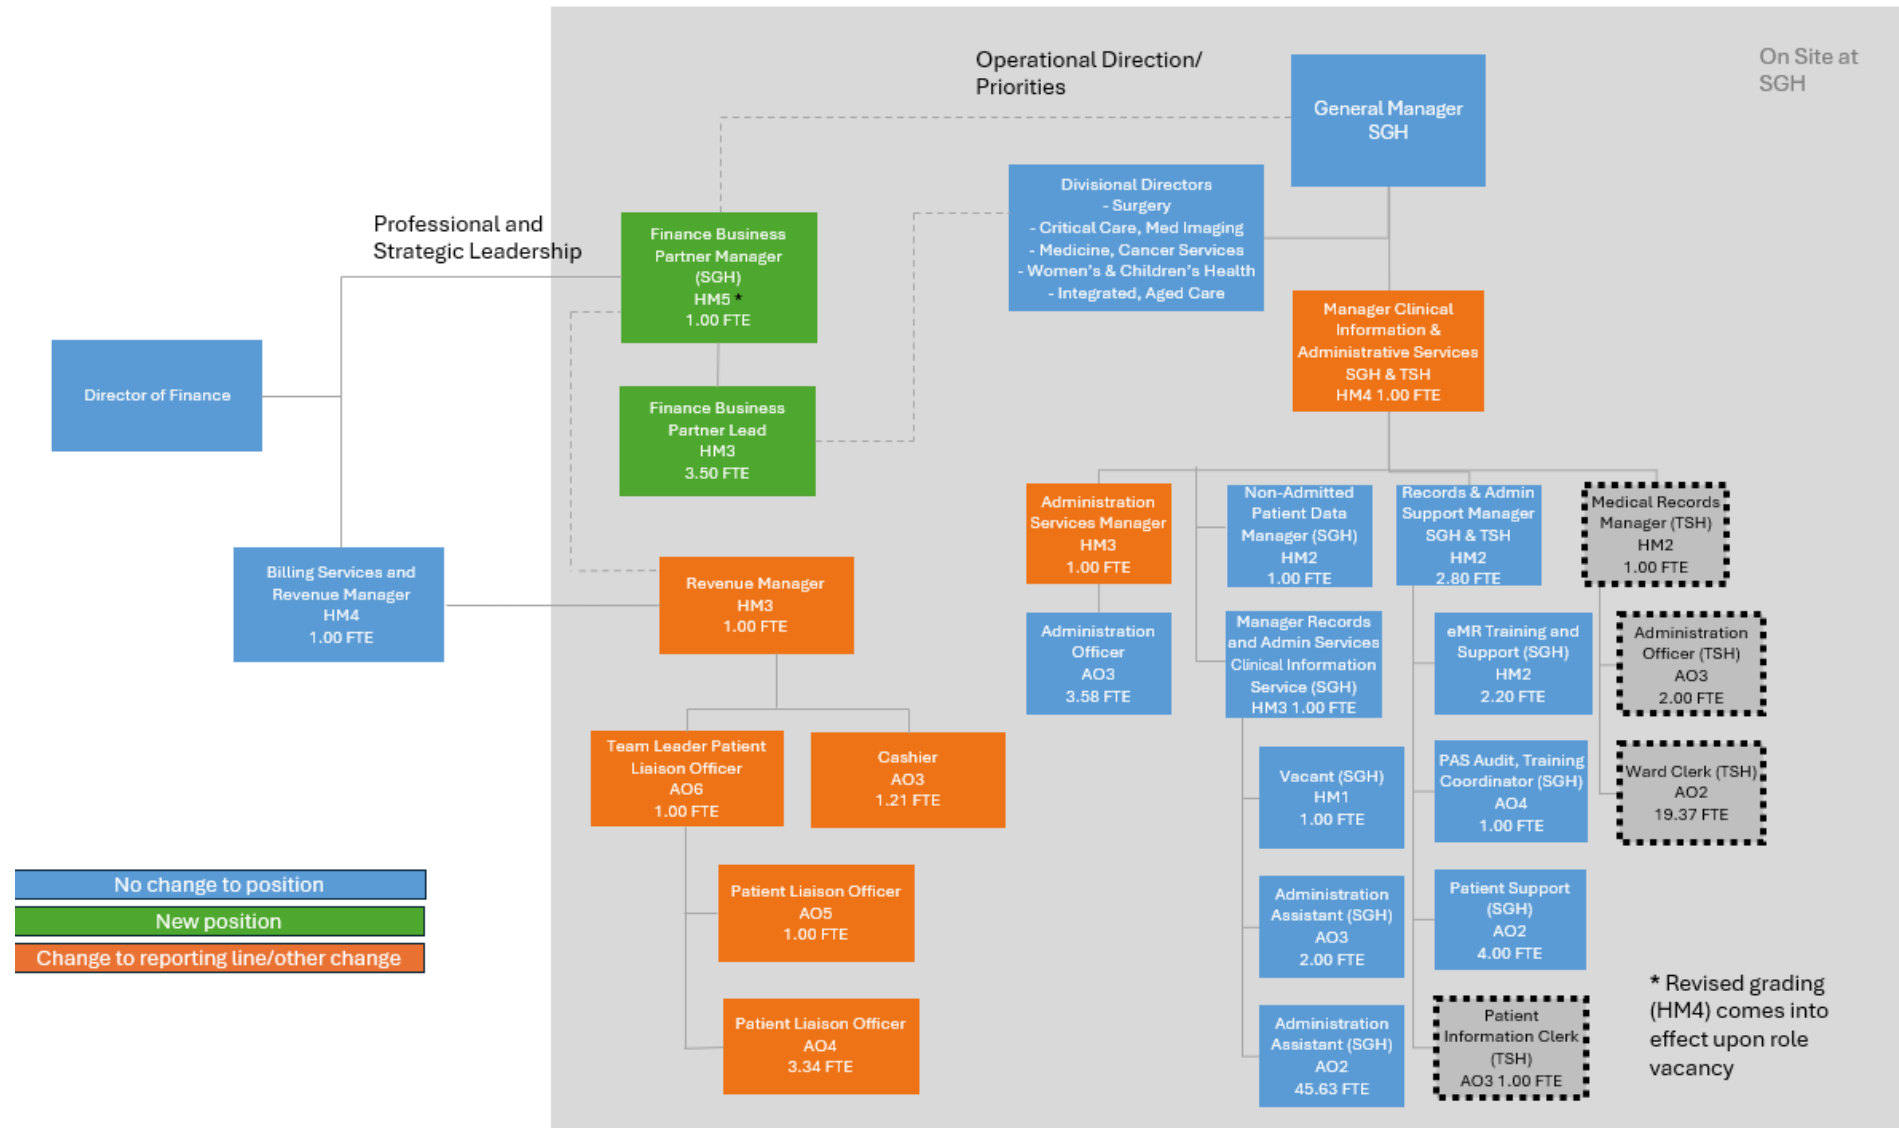 Operational Direction/
Priorities
On Site at
SGH
General Manager
SGH
Divisional Directors
- Surgery
- Critical Care, Med Imaging
- Medicine, Cancer Services
- Women's & Children's Health
- Integrated, Aged Care
Professional and
Strategic Leadership
Finance Business
Partner Manager
(SGH)
HM5 *
1.00 FTE
Manager Clinical
Information &
Administrative Services
SGH & TSH
HM4 1.00 FTE
Director of Finance
Finance Business
Partner Lead
HM3
3.50 FTE
Administration
Services Manager
HM3
1.00 FTE
Non-Admitted
Patient Data
Manager (SGH)
HM2
1.00 FTE
Records & Admin
Support Manager
SGH & TSH
HM2
2.80 FTE
Medical Records
Manager (TSH)
HM2
1.00 FTE
Billing Services and
Revenue Manager
HM4
1.00 FTE
Revenue Manager
HM3
1.00 FTE
Administration
Officer
AO3
3.58 FTE
Manager Records
and Admin Services
Clinical Information
Service (SGH)
HM3 1.00 FTE
eMR Training and
Support (SGH)
HM2
2.20 FTE
Administration
Officer (TSH)
AO3
2.00 FTE
Team Leader Patient
Liaison Officer
AO6
1.00 FTE
Cashier
AO3
1.21 FTE
Vacant (SGH)
HM1
1.00 FTE
PAS Audit, Training
Coordinator (SGH)
AO4
1.00 FTE
Ward Clerk (TSH)
AO2
19.37 FTE
No change to position
New position
Change to reporting line/other change
Patient Liaison Officer
AO5
1.00 FTE
Administration
Assistant (SGH)
AO3
2.00 FTE
Patient Support
(SGH)
AO2
4.00 FTE
Patient Liaison Officer
AO4
3.34 FTE
Administration
Assistant (SGH)
AO2
45.63 FTE
Patient
Information Clerk
(TSH)
AO3 1.00 FTE
* Revised grading
(HM4) comes into
effect upon role
vacancy